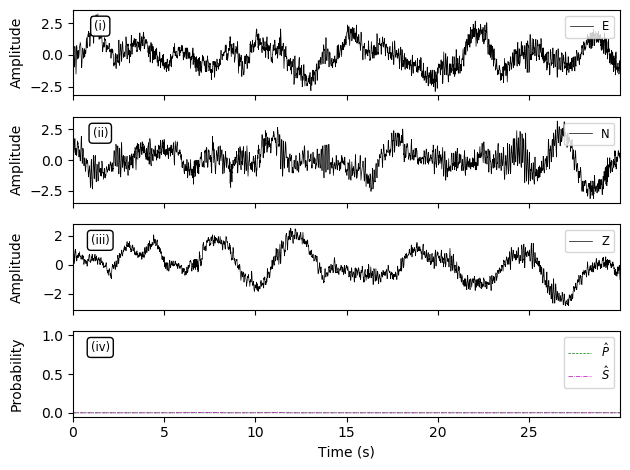 Amplitude
2.5
0.0
−2.5
(i)
E
Amplitude
2.5
0.0
−2.5
(ii)
N
Amplitude
2
0
−2
(iii)
Z
Probability
1.0
0.5
0.0
(iv)
P̂
Ŝ
0 5 10 15 20 25
Time (s)